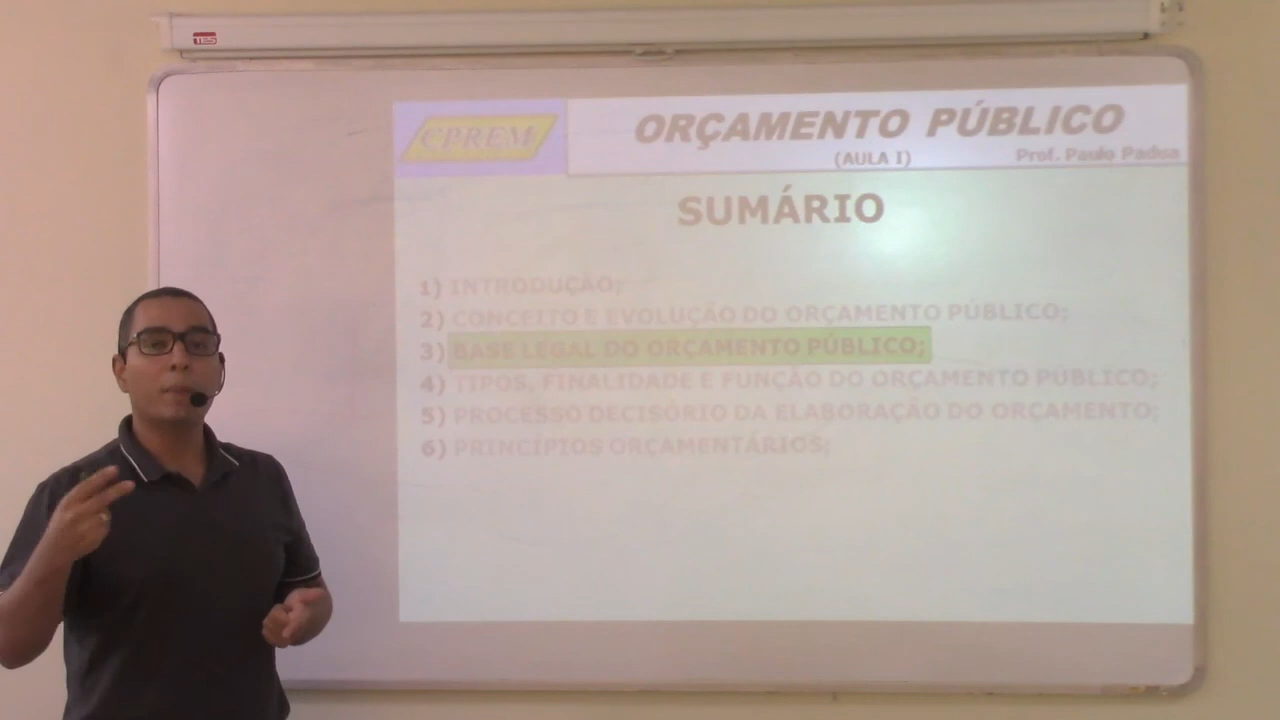 CPREM
ORÇAMENTO PÚBLICO
(AULA I)
Prof. Paulo Padoa
SUMÁRIO
1) INTRODUÇÃO;
2) CONCEITO E EVOLUÇÃO DO ORÇAMENTO PÚBLICO;
3) BASE LEGAL DO ORÇAMENTO PÚBLICO;
4) TIPOS, FINALIDADE E FUNÇÃO DO ORÇAMENTO PÚBLICO;
5) PROCESSO DECISÓRIO DA ELABORAÇÃO DO ORÇAMENTO;
6) PRINCÍPIOS ORÇAMENTÁRIOS;